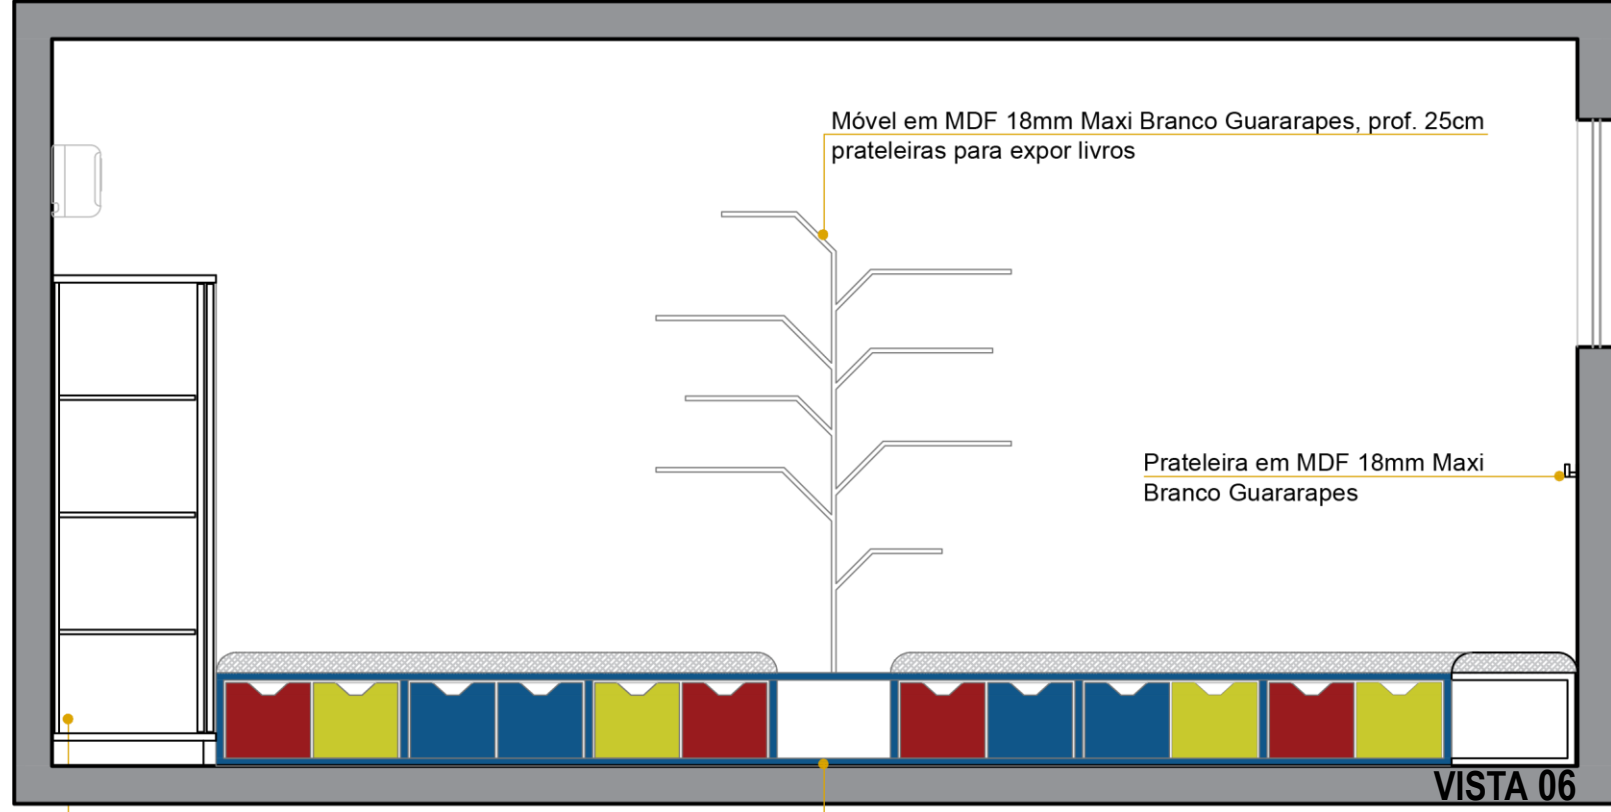 Móvel em MDF 18mm Maxi Branco Guararapes, prof. 25cm
prateleiras para expor livros
Prateleira em MDF 18mm Maxi
Branco Guararapes
VISTA 06